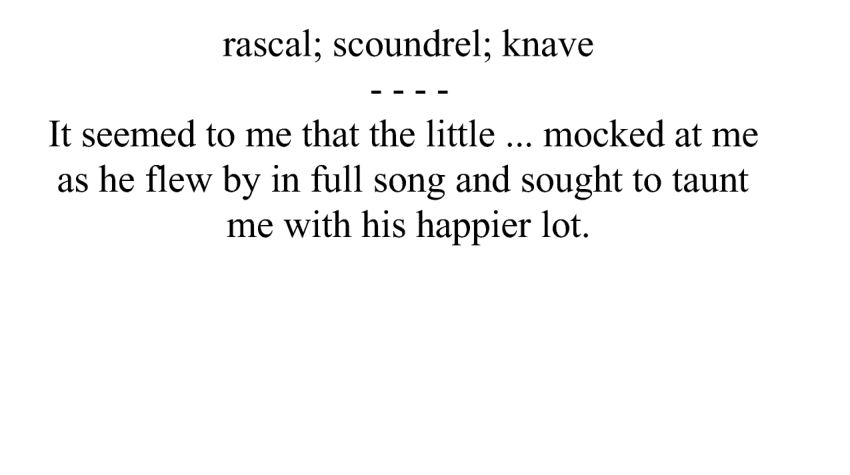 rascal; scoundrel; knave
- - - -
It seemed to me that the little ... mocked at me
as he flew by in full song and sought to taunt
me with his happier lot.